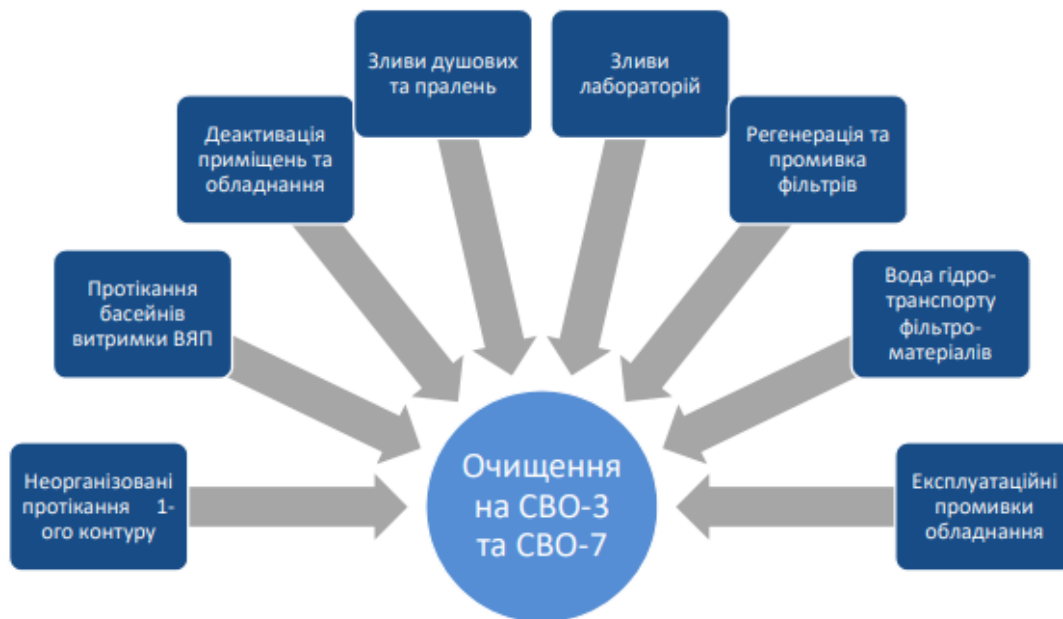 Зливи душових
та пралень
Зливи
лабораторій
Деактивація
приміщень та
обладнання
Регенерація та
промивка
фільтрів
Протікання
басейнів
витримки ВЯП
Вода гідро-
транспорту
фільтро-
матеріалів
Неорганізовані
протікання 1-
ого контуру
Очищення
на СВО-3
та СВО-7
Експлуатаційні
промивки
обладнання